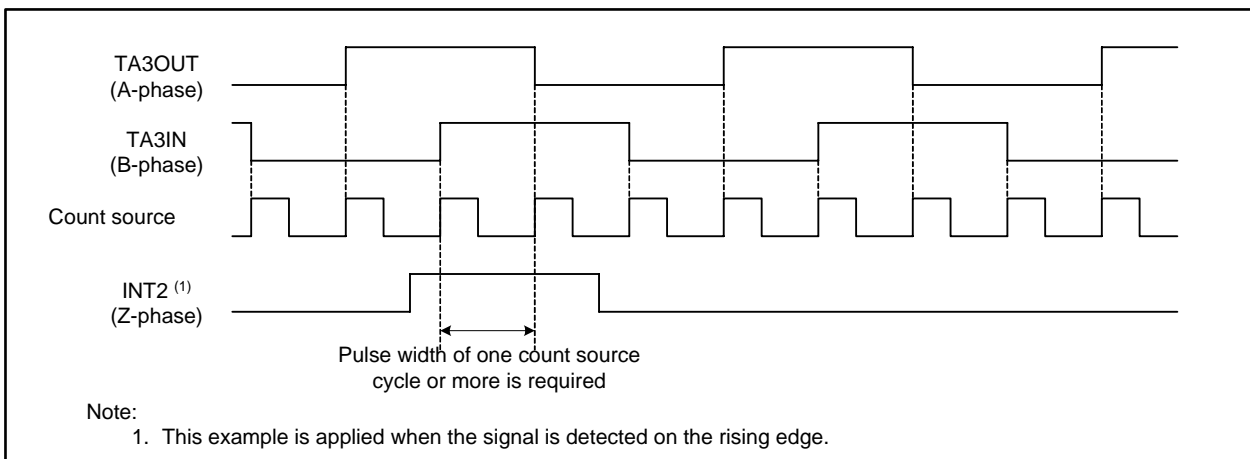 TA3OUT
(A-phase)
TA3IN
(B-phase)
Count source
INT2 (1)
(Z-phase)
Pulse width of one count source
cycle or more is required
Note:
1. This example is applied when the signal is detected on the rising edge.